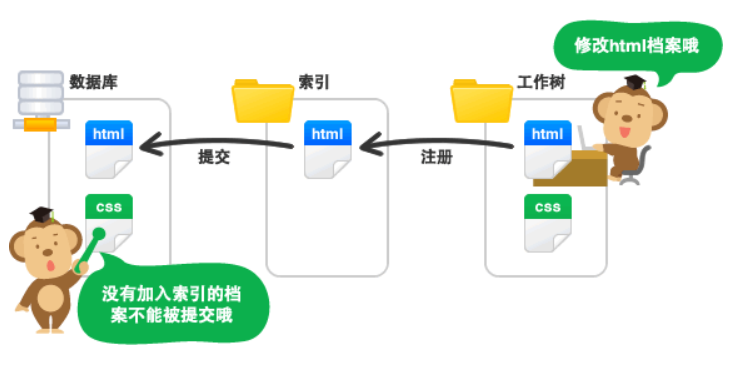 修改html档案哦
数据库
索引
工作树
html
html
html
提交
注册
css
css
没有加入索引的档
案不能被提交哦